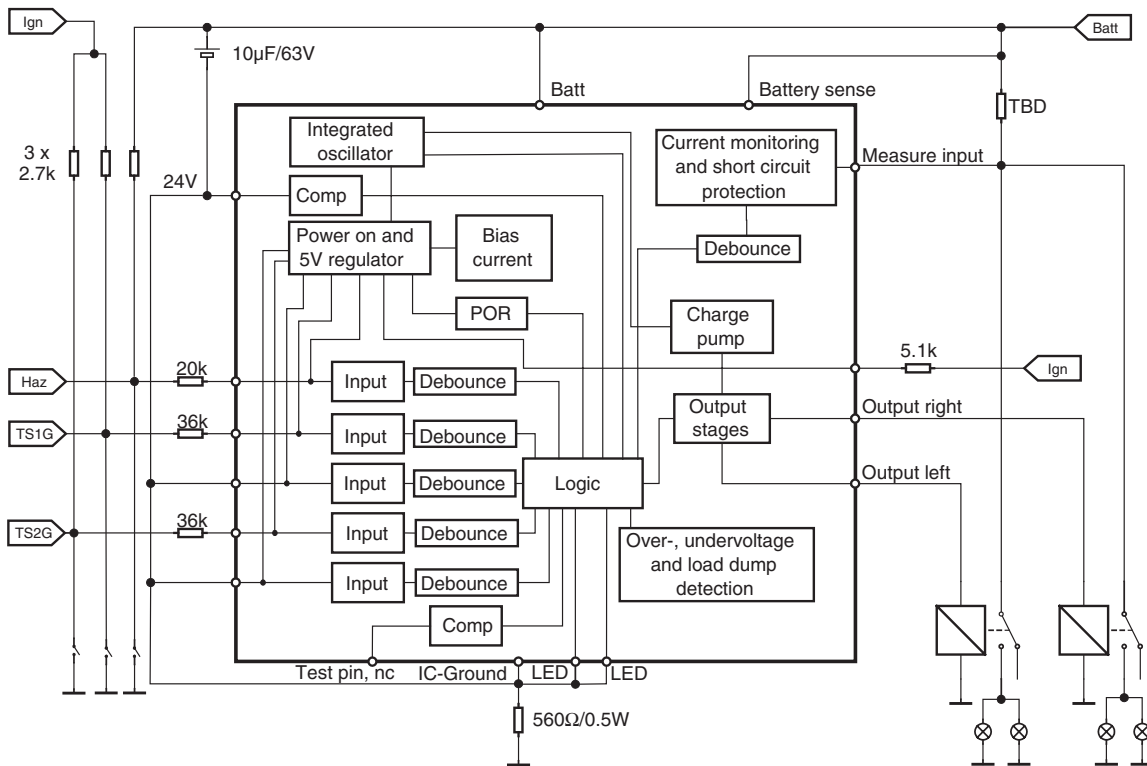 Ign
10µF/63V
Batt
Batt
Battery sense
TBD
3 x
2.7k
Integrated
oscillator
Current monitoring
and short circuit
protection
Measure input
24V
Comp
Power on and
5V regulator
Bias
current
Debounce
POR
Charge
pump
5.1k
Ign
Haz
20k
Input
Debounce
Output
stages
Output right
TS1G
36k
Input
Debounce
Input
Debounce
Logic
Output left
TS2G
36k
Input
Debounce
Over-, undervoltage
and load dump
detection
Input
Debounce
Comp
Test pin, nc
IC-Ground
LED
LED
560Ω/0.5W